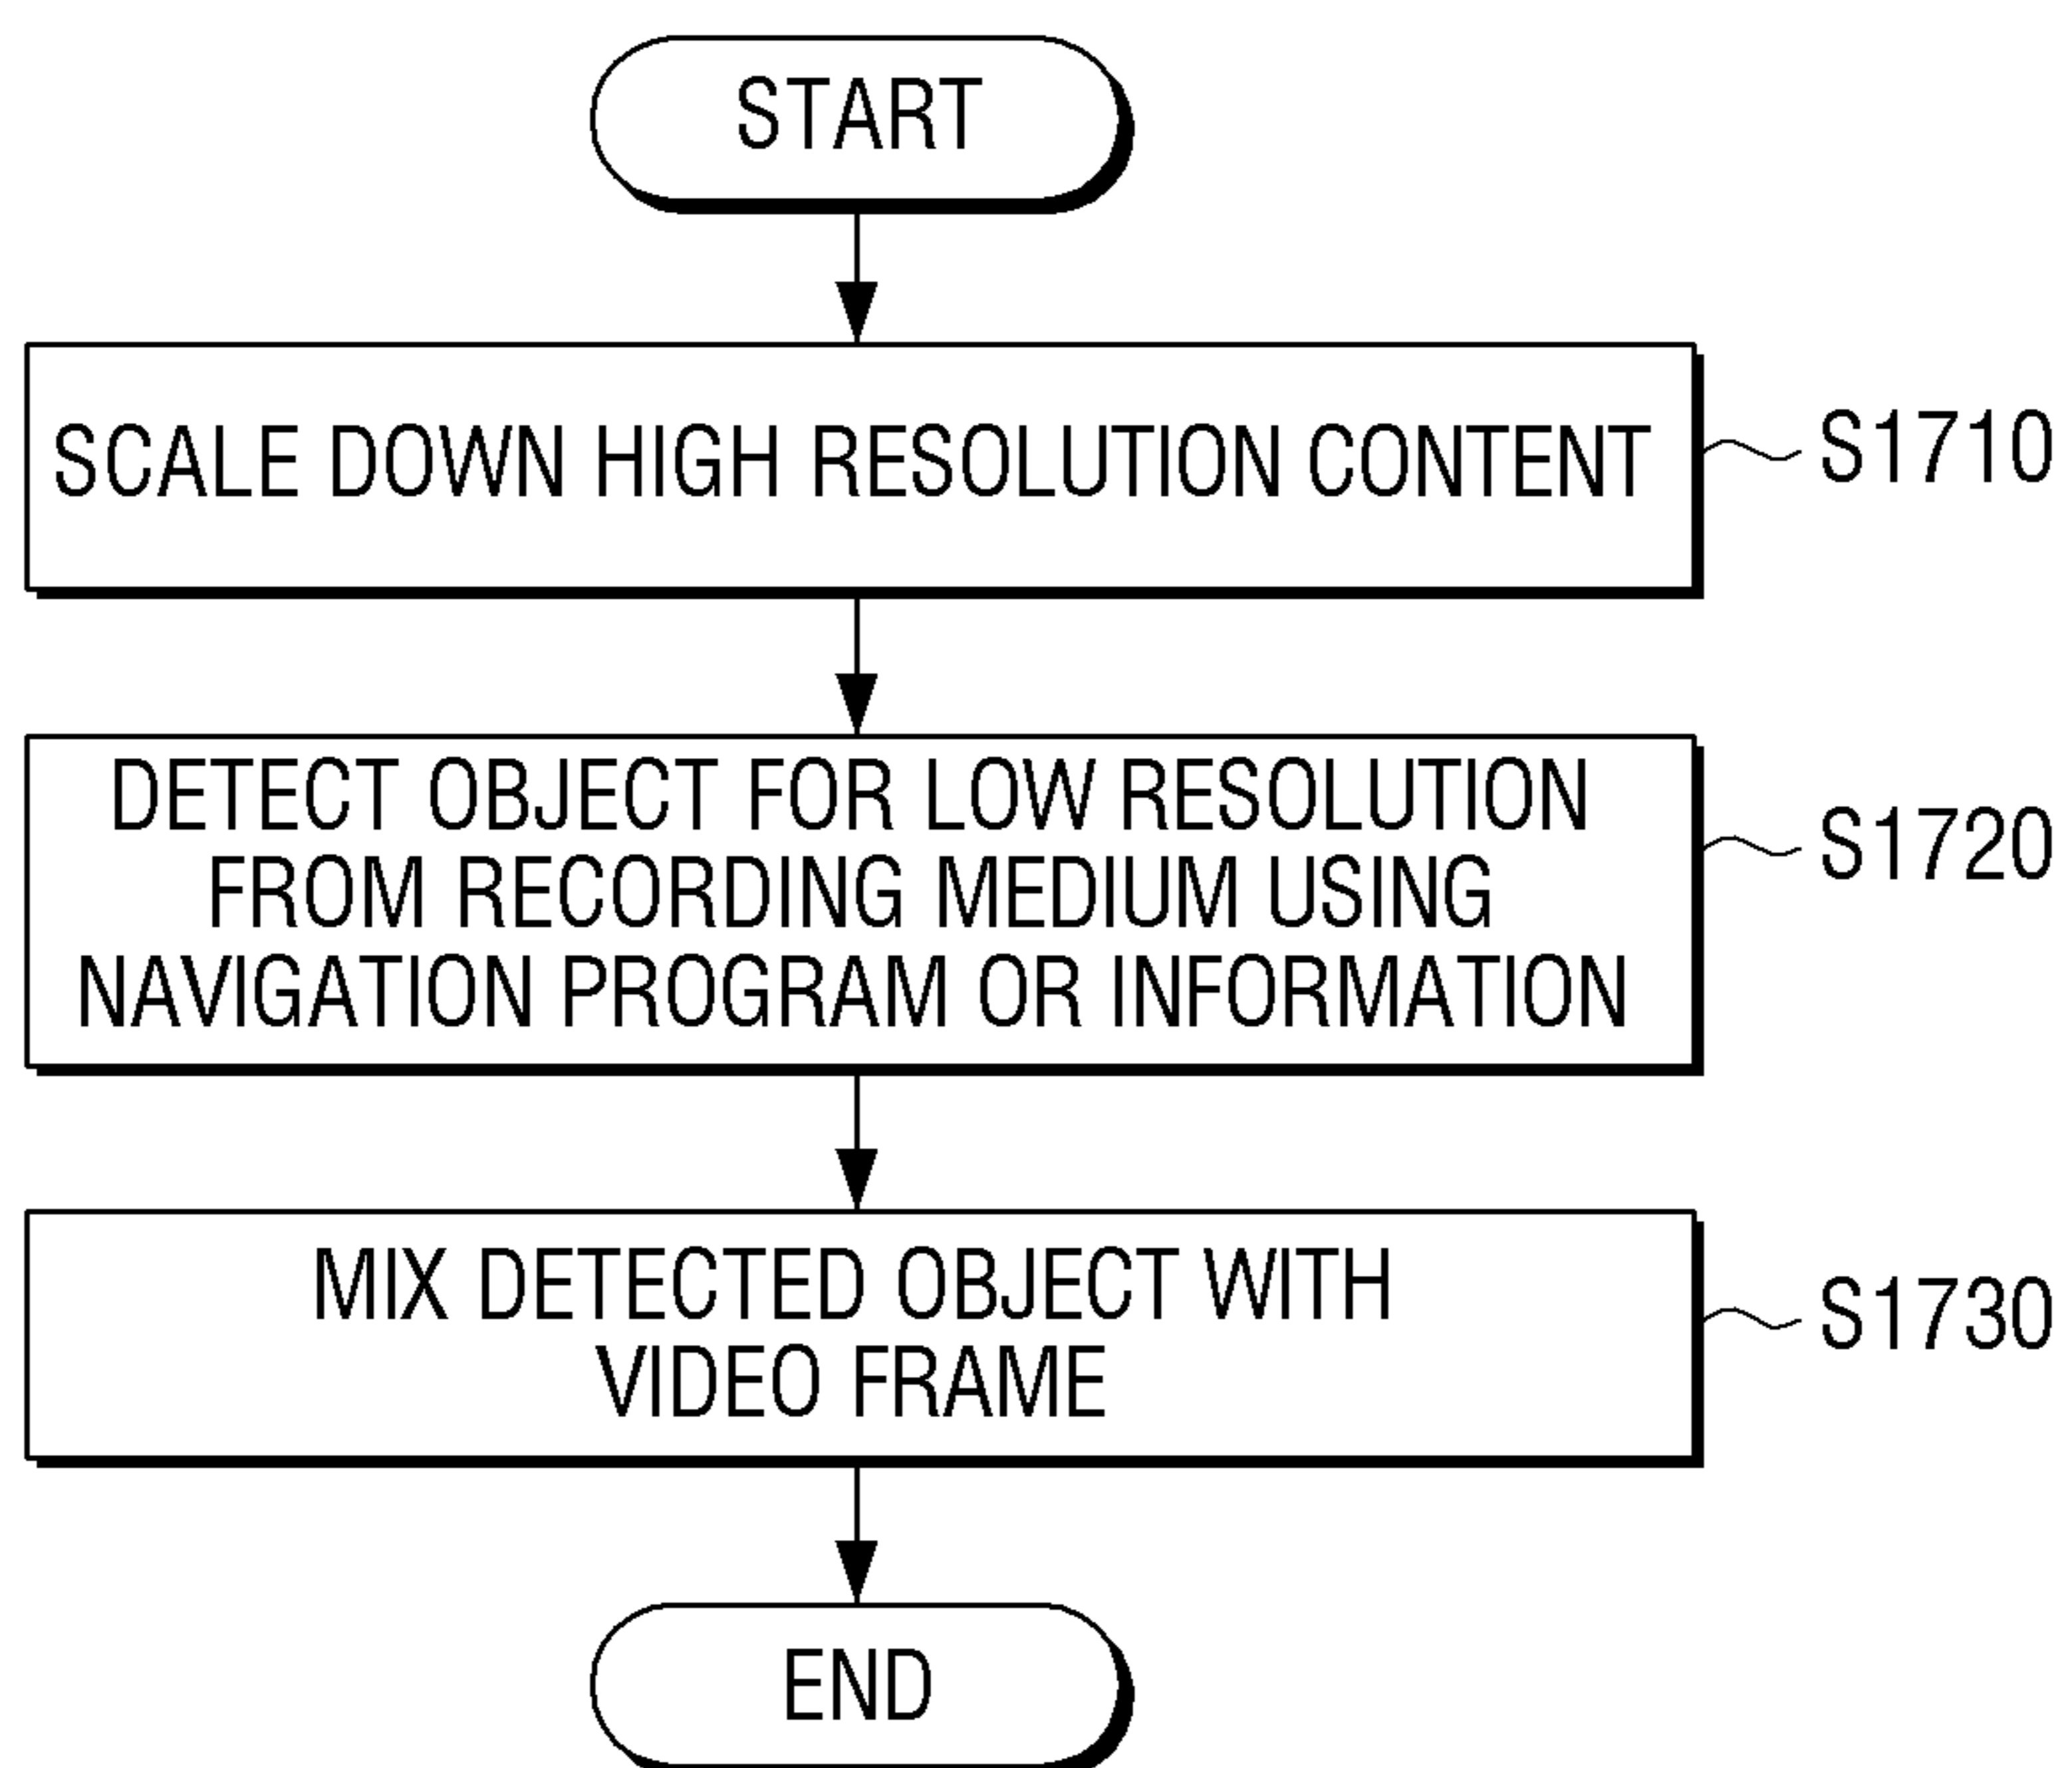 START
SCALE DOWN HIGH RESOLUTION CONTENT
S1710
DETECT OBJECT FOR LOW RESOLUTION
FROM RECORDING MEDIUM USING
NAVIGATION PROGRAM OR INFORMATION
S1720
MIX DETECTED OBJECT WITH
VIDEO FRAME
S1730
END